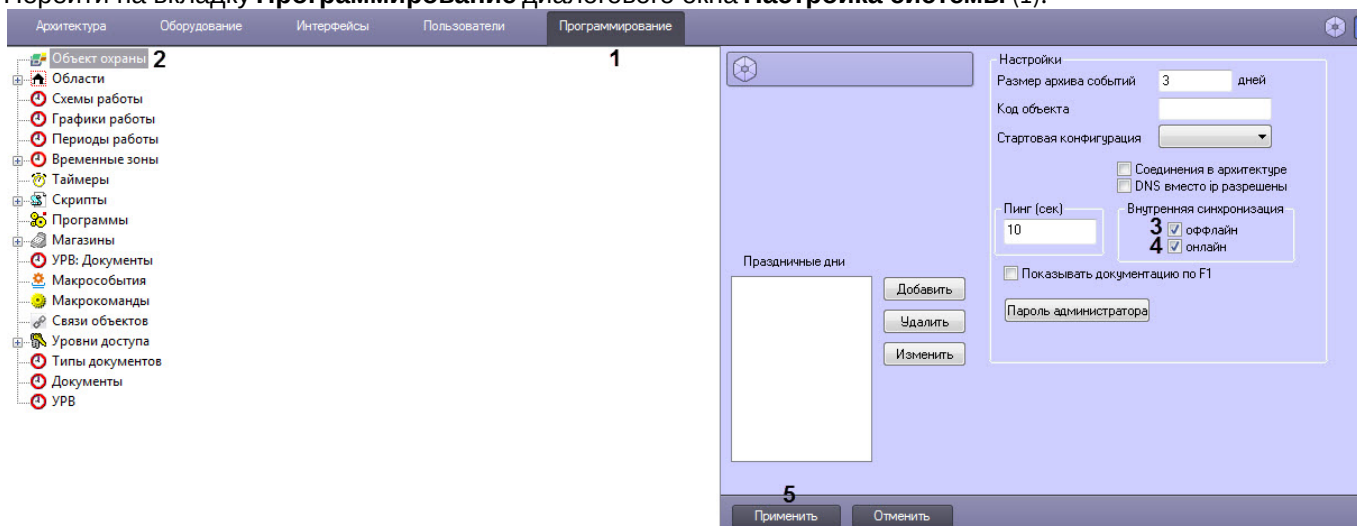 Перейти на вкладку Программирование диалогового окна Настройка системы (1).
Архитектура Оборудование Интерфейсы Пользователи Программирование
1
Объект охраны 2
Области
Схемы работы
Графики работы
Периоды работы
Временные зоны
Таймеры
Скрипты
Программы
Магазины
УРВ: Документы
Макрособытия
Макрокоманды
Связи объектов
Уровни доступа
Типы документов
Документы
УРВ
Настройки
Размер архива событий 3 дней
Код объекта
Стартовая конфигурация
Соединения в архитектуре
DNS вместо ip разрешены
Пинг (сек)
10
Внутренняя синхронизация
3 оффлайн
4 онлайн
Показывать документацию по F1
Пароль администратора
Праздничные дни
Добавить
Удалить
Изменить
5
Применить Отменить